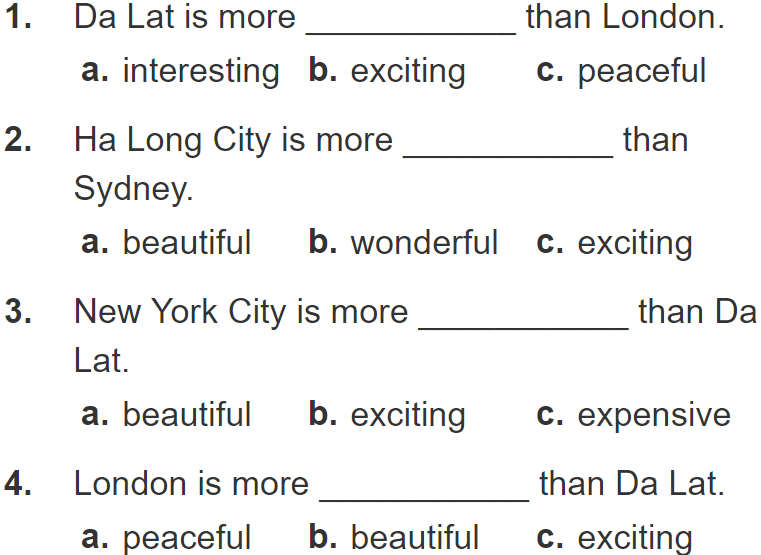 1. Da Lat is more ____________ than London.
a. interesting b. exciting c. peaceful
2. Ha Long City is more ____________ than
Sydney.
a. beautiful b. wonderful c. exciting
3. New York City is more ____________ than Da
Lat.
a. beautiful b. exciting c. expensive
4. London is more ____________ than Da Lat.
a. peaceful b. beautiful c. exciting